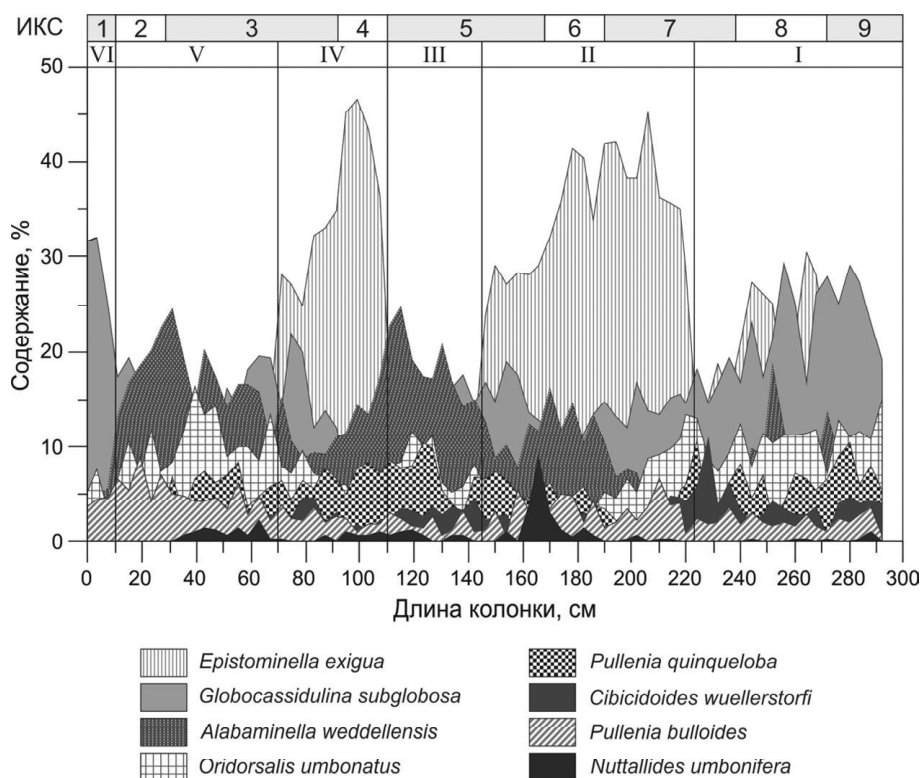 ИКС 1 2 3 4 5 6 7 8 9
VI V IV III II I
50
40
30
20
10
0
Содержание, %
0 20 40 60 80 100 120 140 160 180 200 220 240 260 280 300
Длина колонки, см
Epistominella exigua
Globocassidulina subglobosa
Alabaminella weddellensis
Oridorsalis umbonatus
Pullenia quinqueloba
Cibicidoides wuellerstorfi
Pullenia bulloides
Nuttallides umbonifera